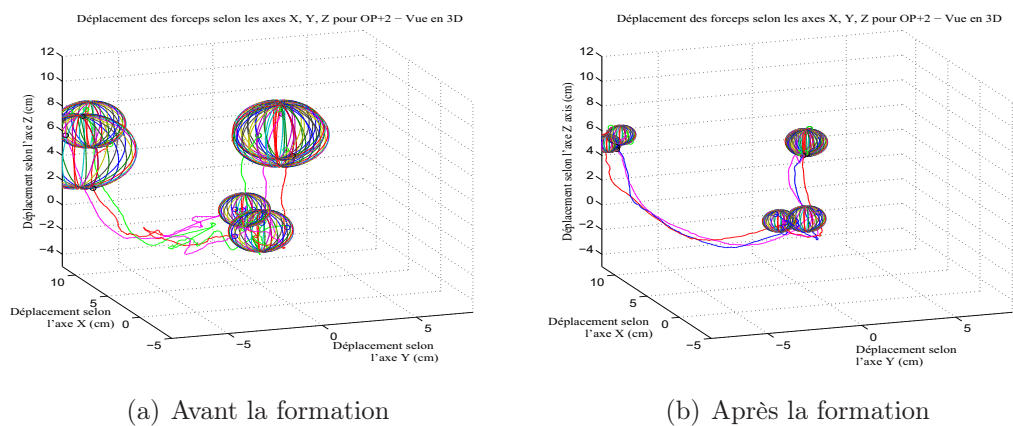 Déplacement des forceps selon les axes X, Y, Z pour OP+2 − Vue en 3D
12
10
8
6
4
2
0
−2
−4
Déplacement selon l'axe Z (cm)
10
5
0
−5
Déplacement selon
l'axe X (cm)
−5
0
5
Déplacement selon
l'axe Y (cm)
(a) Avant la formation
Déplacement des forceps selon les axes X, Y, Z pour OP+2 − Vue en 3D
12
10
8
6
4
2
0
−2
−4
Déplacement selon l'axe Z axis (cm)
10
5
0
−5
Déplacement selon
l'axe X (cm)
−5
0
5
Déplacement selon
l'axe Y (cm)
(b) Après la formation